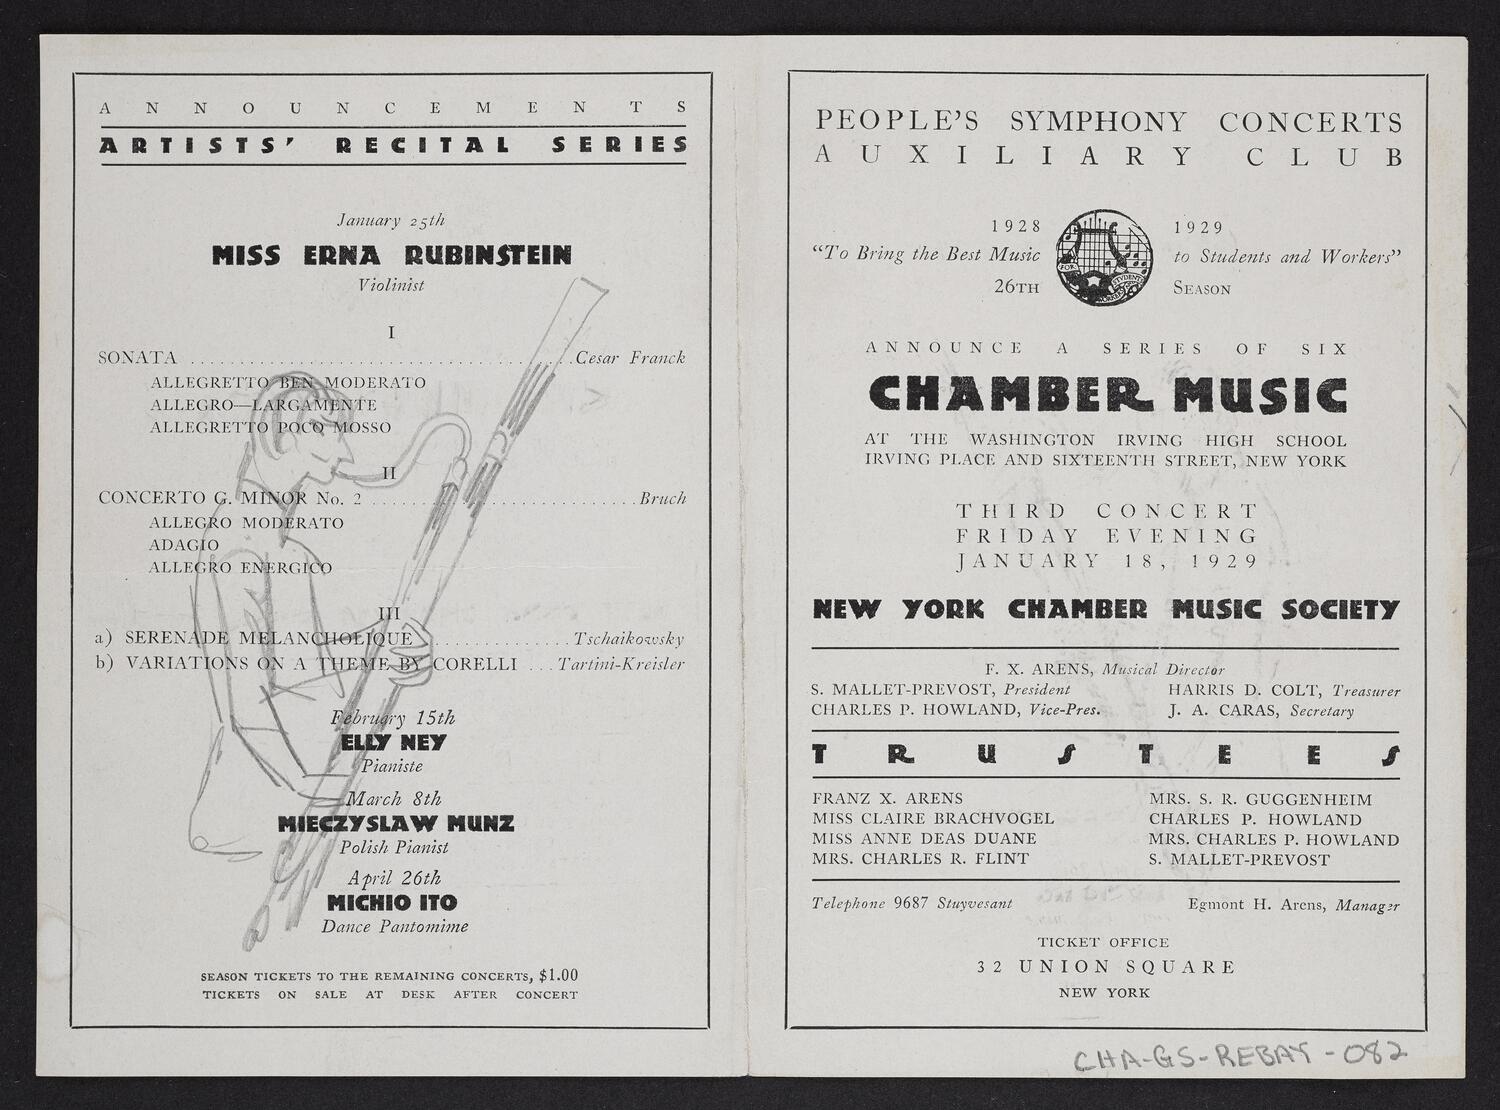 ANNOUNCEMENTS
ARTISTS' RECITAL SERIES
January 25th
MISS ERNA RUBINSTEIN
Violinist
I
SONATA ........ Cesar Franck
ALLEGRETTO BEN MODERATO
ALLEGRO—LARGAMENTE
ALLEGRETTO POCO MOSSO
II
CONCERTO G. MINOR No. 2 ........ Bruch
ALLEGRO MODERATO
ADAGIO
ALLEGRO ENERGICO
III
a) SERENADE MELANCHOLIQUE ........ Tschaikowsky
b) VARIATIONS ON A THEME BY CORELLI ... Tartini-Kreisler
February 15th
ELLY NEY
Pianiste
March 8th
MIECZYSLAW MUNZ
Polish Pianist
April 26th
MICHIO ITO
Dance Pantomime
SEASON TICKETS TO THE REMAINING CONCERTS, $1.00
TICKETS ON SALE AT DESK AFTER CONCERT
PEOPLE'S SYMPHONY CONCERTS
AUXILIARY CLUB
1928 1929
"To Bring the Best Music to Students and Workers"
26TH SEASON
FOR STUDENTS WORKERS
ANNOUNCE A SERIES OF SIX
CHAMBER MUSIC
AT THE WASHINGTON IRVING HIGH SCHOOL
IRVING PLACE AND SIXTEENTH STREET, NEW YORK
THIRD CONCERT
FRIDAY EVENING
JANUARY 18, 1929
NEW YORK CHAMBER MUSIC SOCIETY
F. X. ARENS, Musical Director
S. MALLET-PREVOST, President HARRIS D. COLT, Treasurer
CHARLES P. HOWLAND, Vice-Pres. J. A. CARAS, Secretary
TRUSTEES
FRANZ X. ARENS MRS. S. R. GUGGENHEIM
MISS CLAIRE BRACHVOGEL CHARLES P. HOWLAND
MISS ANNE DEAS DUANE MRS. CHARLES P. HOWLAND
MRS. CHARLES R. FLINT S. MALLET-PREVOST
Telephone 9687 Stuyvesant Egmont H. Arens, Manager
TICKET OFFICE
32 UNION SQUARE
NEW YORK
CHA-GS-REBAY-082